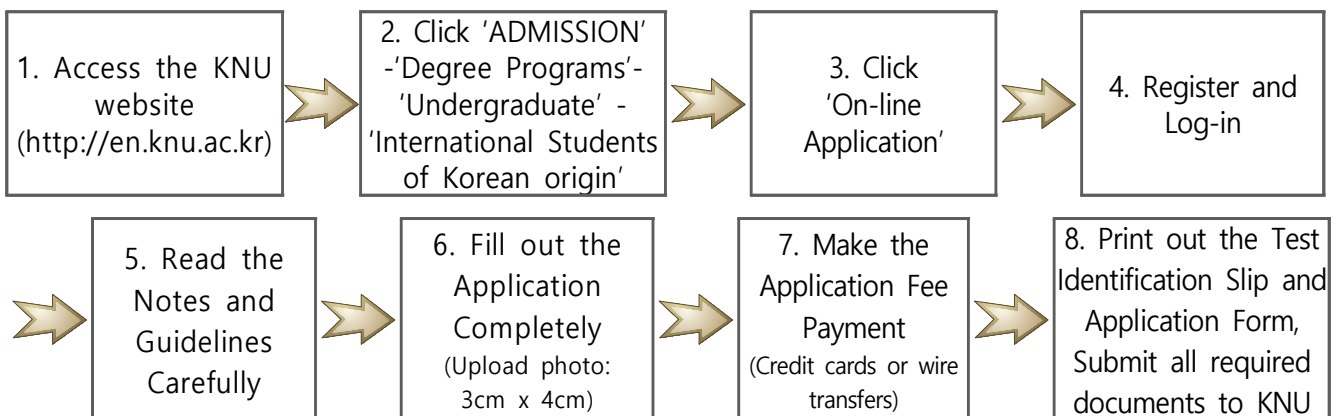 1. Access the KNU
website
(http://en.knu.ac.kr)
2. Click 'ADMISSION'
-'Degree Programs'-
'Undergraduate' -
'International Students
of Korean origin'
3. Click
'On-line
Application'
4. Register and
Log-in
5. Read the
Notes and
Guidelines
Carefully
6. Fill out the
Application
Completely
(Upload photo:
3cm x 4cm)
7. Make the
Application Fee
Payment
(Credit cards or wire
transfers)
8. Print out the Test
Identification Slip and
Application Form,
Submit all required
documents to KNU